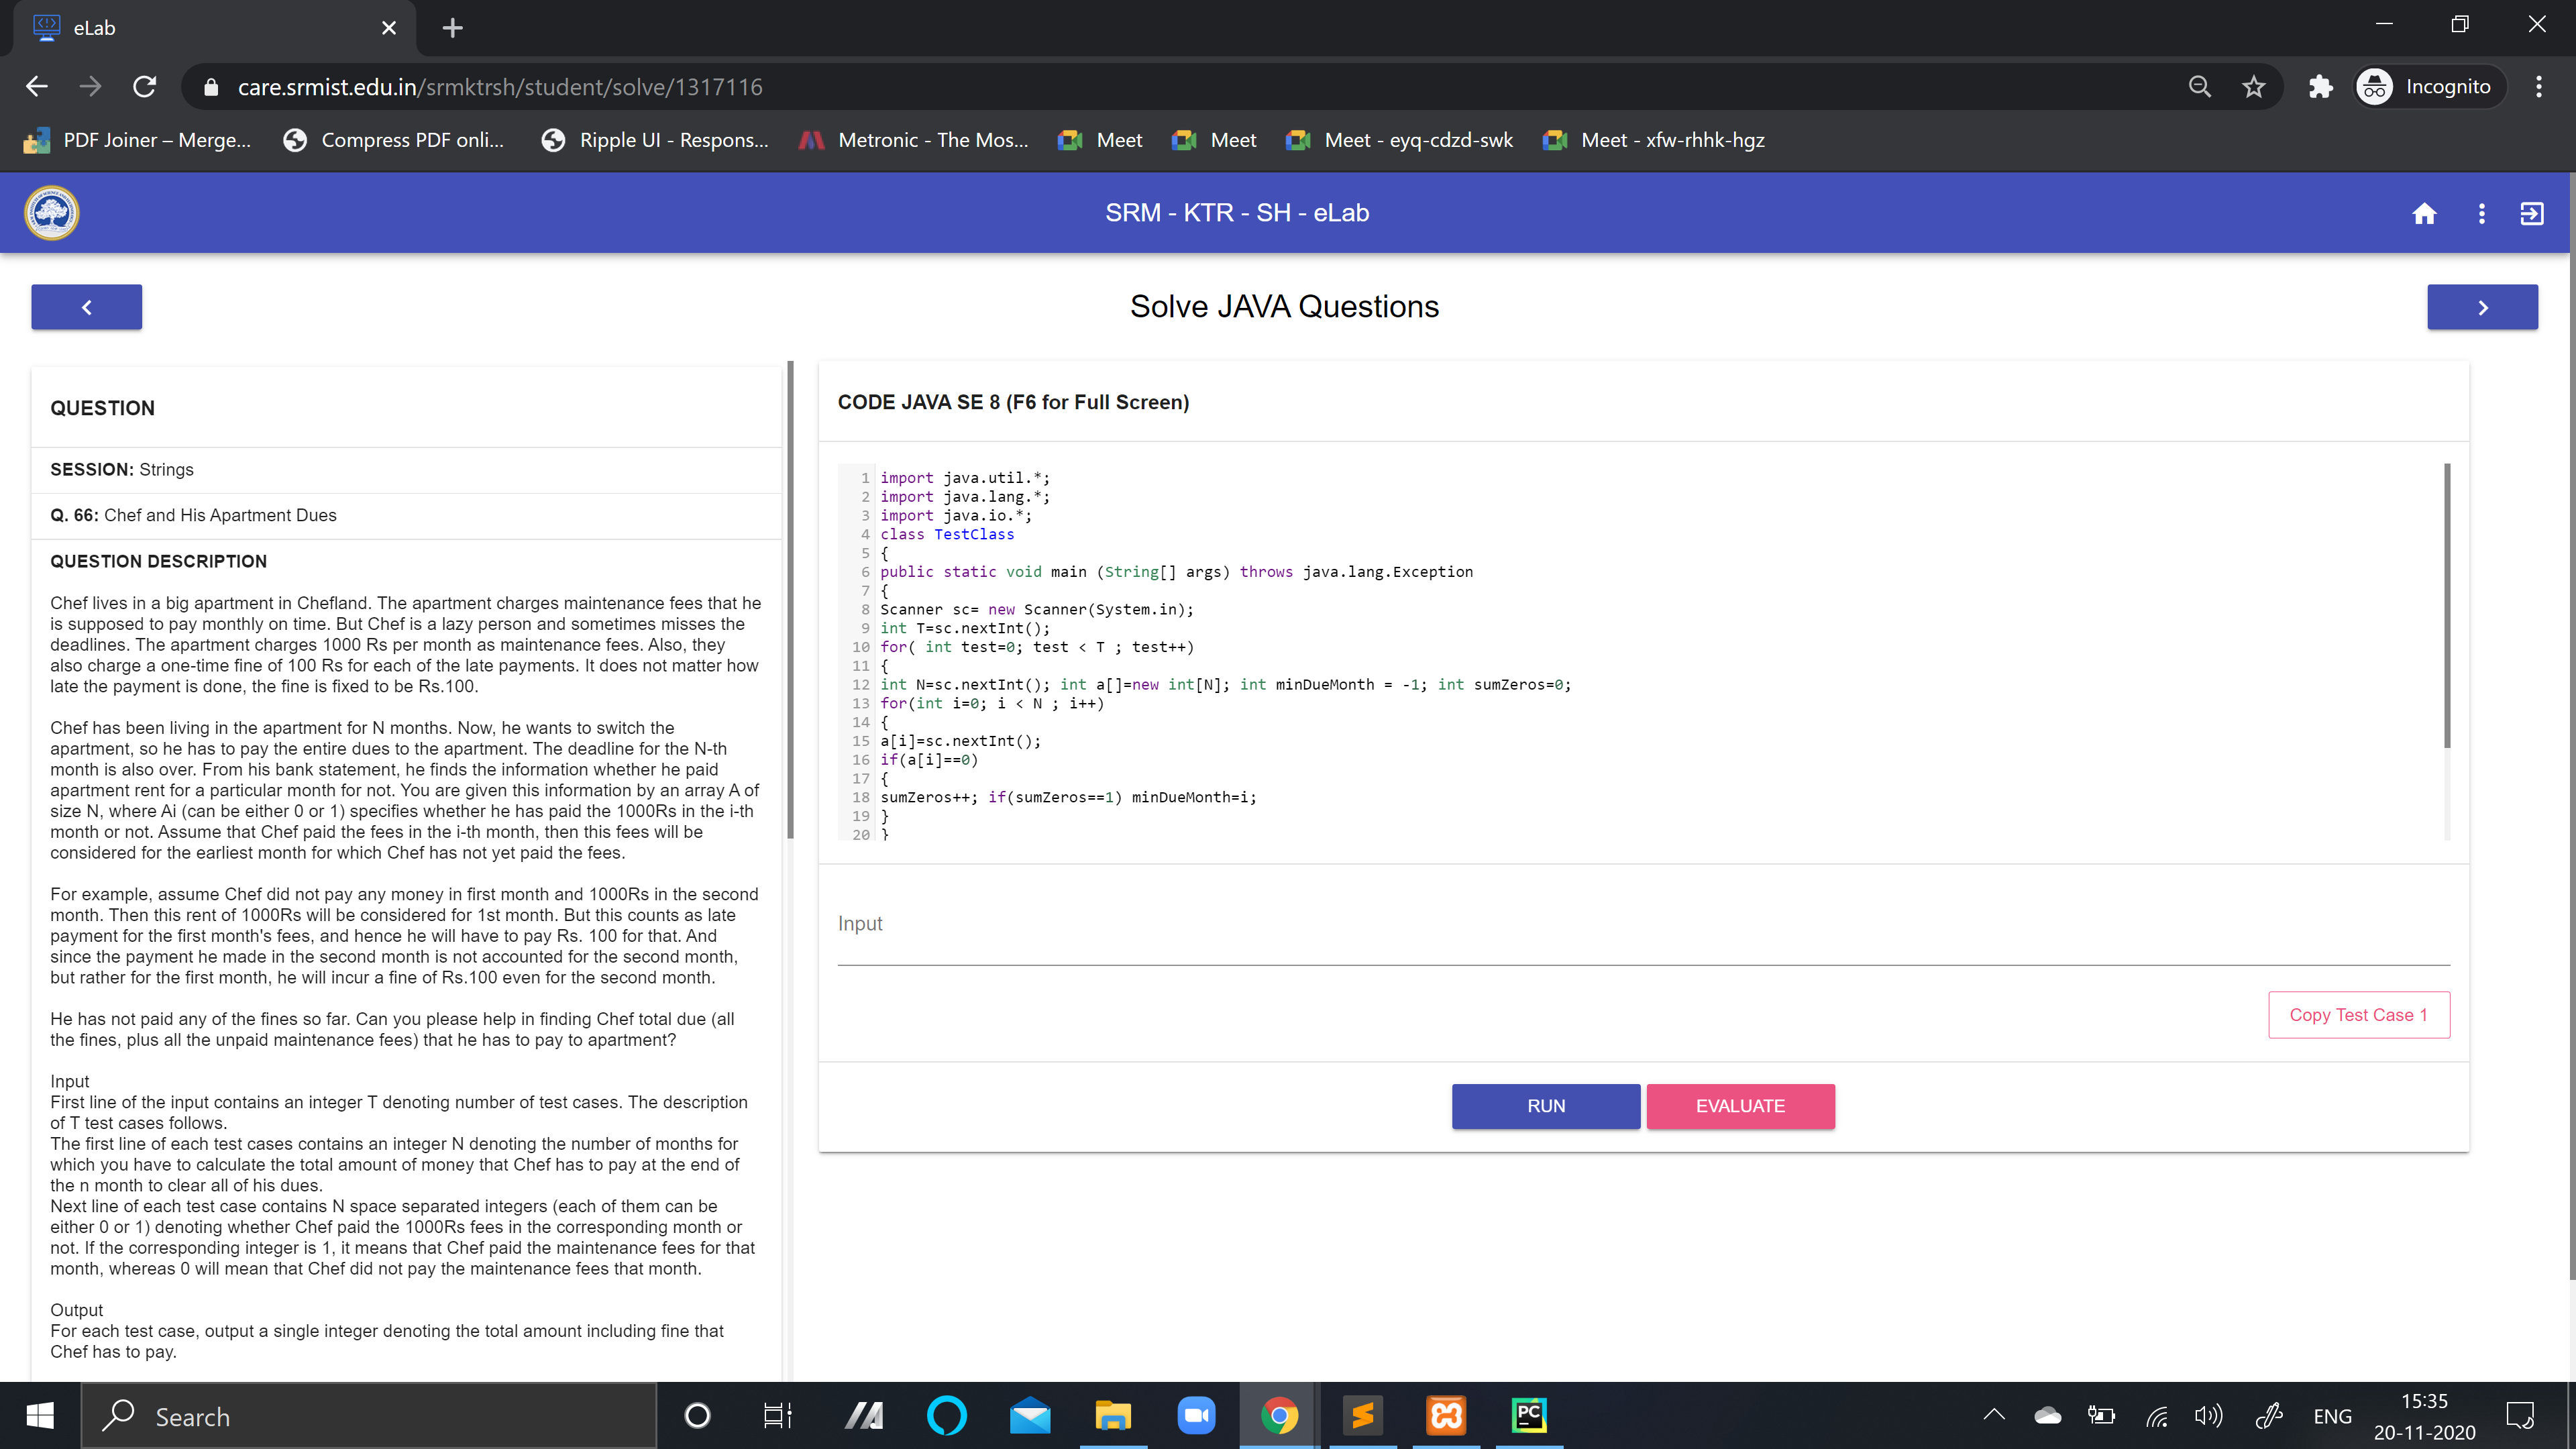 eLab
care.srmist.edu.in/srmktrsh/student/solve/1317116
Incognito
PDF Joiner – Merge...
Compress PDF onli...
Ripple UI - Respons...
Metronic - The Mos...
Meet
Meet
Meet - eyq-cdzd-swk
Meet - xfw-rhhk-hgz
SRM - KTR - SH - eLab
Solve JAVA Questions
QUESTION
SESSION: Strings
Q. 66: Chef and His Apartment Dues
QUESTION DESCRIPTION
Chef lives in a big apartment in Chefland. The apartment charges maintenance fees that he
is supposed to pay monthly on time. But Chef is a lazy person and sometimes misses the
deadlines. The apartment charges 1000 Rs per month as maintenance fees. Also, they
also charge a one-time fine of 100 Rs for each of the late payments. It does not matter how
late the payment is done, the fine is fixed to be Rs.100.
Chef has been living in the apartment for N months. Now, he wants to switch the
apartment, so he has to pay the entire dues to the apartment. The deadline for the N-th
month is also over. From his bank statement, he finds the information whether he paid
apartment rent for a particular month for not. You are given this information by an array A of
size N, where Ai (can be either 0 or 1) specifies whether he has paid the 1000Rs in the i-th
month or not. Assume that Chef paid the fees in the i-th month, then this fees will be
considered for the earliest month for which Chef has not yet paid the fees.
For example, assume Chef did not pay any money in first month and 1000Rs in the second
month. Then this rent of 1000Rs will be considered for 1st month. But this counts as late
payment for the first month's fees, and hence he will have to pay Rs. 100 for that. And
since the payment he made in the second month is not accounted for the second month,
but rather for the first month, he will incur a fine of Rs.100 even for the second month.
He has not paid any of the fines so far. Can you please help in finding Chef total due (all
the fines, plus all the unpaid maintenance fees) that he has to pay to apartment?
Input
First line of the input contains an integer T denoting number of test cases. The description
of T test cases follows.
The first line of each test cases contains an integer N denoting the number of months for
which you have to calculate the total amount of money that Chef has to pay at the end of
the n month to clear all of his dues.
Next line of each test case contains N space separated integers (each of them can be
either 0 or 1) denoting whether Chef paid the 1000Rs fees in the corresponding month or
not. If the corresponding integer is 1, it means that Chef paid the maintenance fees for that
month, whereas 0 will mean that Chef did not pay the maintenance fees that month.
Output
For each test case, output a single integer denoting the total amount including fine that
Chef has to pay.
CODE JAVA SE 8 (F6 for Full Screen)
1 import java.util.*;
2 import java.lang.*;
3 import java.io.*;
4 class TestClass
5 {
6 public static void main (String[] args) throws java.lang.Exception
7 {
8 Scanner sc= new Scanner(System.in);
9 int T=sc.nextInt();
10 for( int test=0; test < T ; test++)
11 {
12 int N=sc.nextInt(); int a[]=new int[N]; int minDueMonth = -1; int sumZeros=0;
13 for(int i=0; i < N ; i++)
14 {
15 a[i]=sc.nextInt();
16 if(a[i]==0)
17 {
18 sumZeros++; if(sumZeros==1) minDueMonth=i;
19 }
20 }
Input
Copy Test Case 1
RUN
EVALUATE
Search
PC
ENG
15:35
20-11-2020